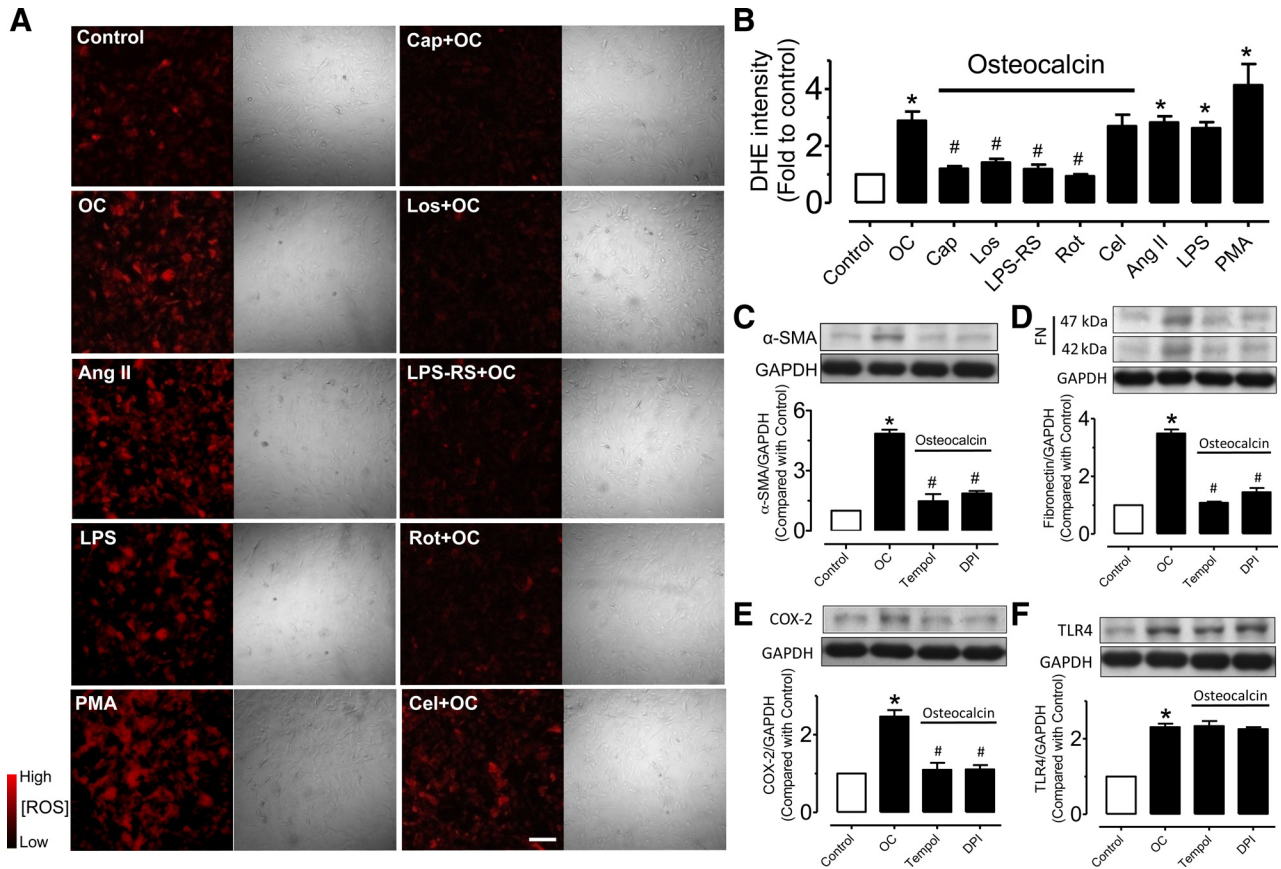 A
Control
Cap+OC
OC
Los+OC
Ang II
LPS-RS+OC
LPS
Rot+OC
PMA
Cel+OC
High
[ROS]
Low
B
DHE intensity
(Fold to control)
Osteocalcin
4
2
0
*
#
#
#
#
*
*
*
Control
OC
Cap
Los
LPS-RS
Rot
Cel
Ang II
LPS
PMA
C
α-SMA
GAPDH
α-SMA/GAPDH
(Compared with Control)
6
3
0
*
Osteocalcin
#
#
Control
OC
Tempol
DPI
D
FN
47 kDa
42 kDa
GAPDH
Fibronectin/GAPDH
(Compared with Control)
4
2
0
*
Osteocalcin
#
#
Control
OC
Tempol
DPI
E
COX-2
GAPDH
COX-2/GAPDH
(Compared with Control)
2
0
*
Osteocalcin
#
#
Control
OC
Tempol
DPI
F
TLR4
GAPDH
TLR4/GAPDH
(Compared with Control)
2
0
*
Osteocalcin
Control
OC
Tempol
DPI